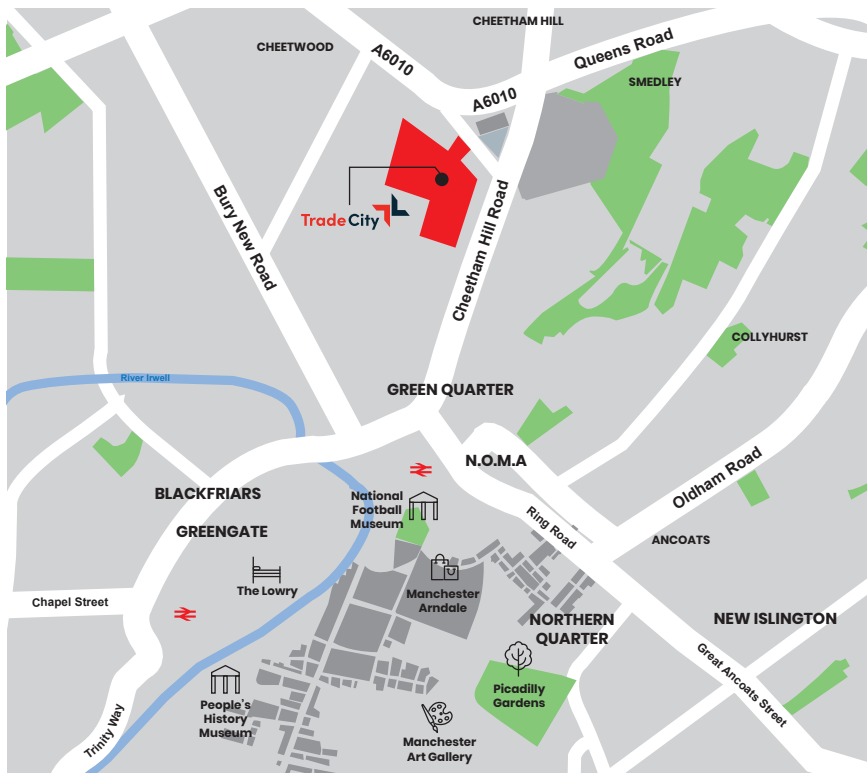 CHEETHAM HILL
CHEETWOOD
A6010
Queens Road
SMEDLEY
A6010
Bury New Road
TradeCity
Cheetham Hill Road
COLLYHURST
River Irwell
GREEN QUARTER
N.O.M.A
Oldham Road
BLACKFRIARS
National
Football
Museum
GREENGATE
Ring Road
ANCOATS
The Lowry
Manchester
Arndale
Chapel Street
NORTHERN
QUARTER
NEW ISLINGTON
Great Ancoats Street
Picadilly
Gardens
People's
History
Museum
Trinity Way
Manchester
Art Gallery